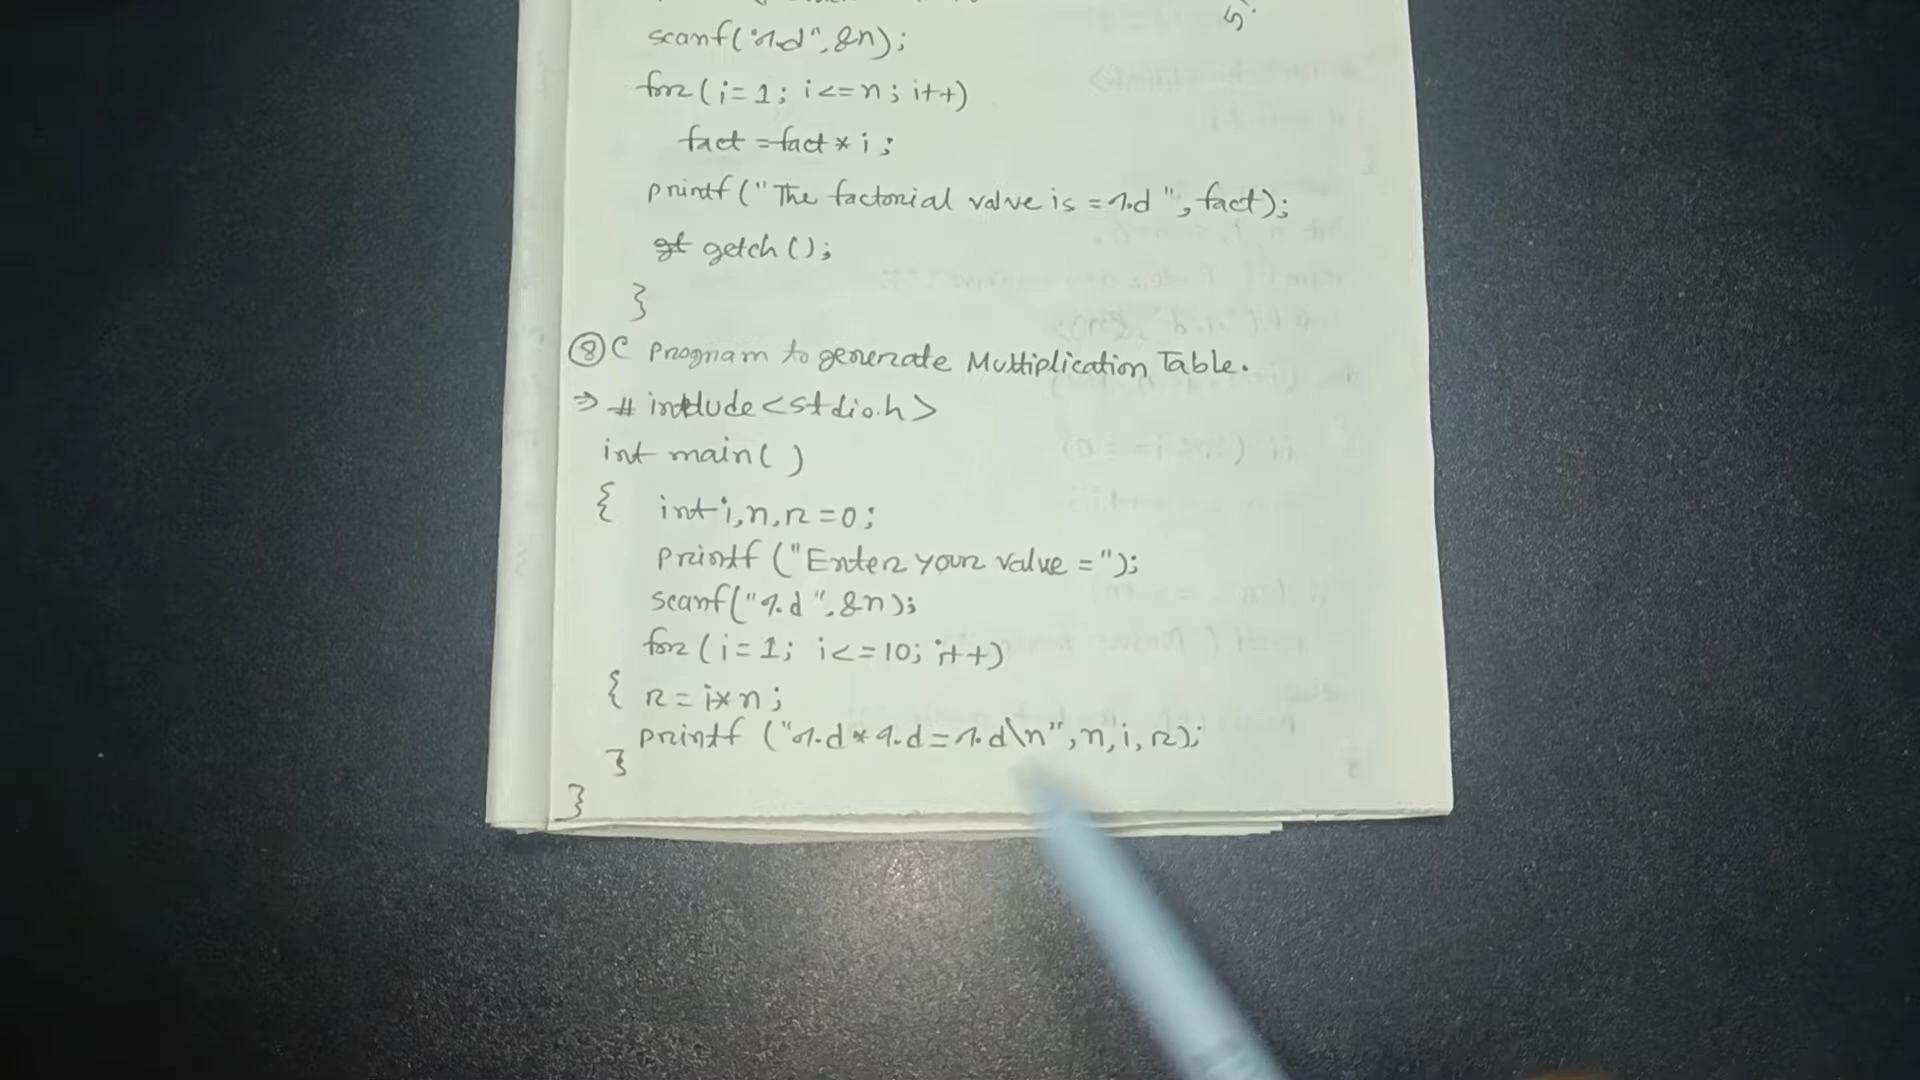 scanf("%d",&n);
for(i=1; i<=n; i++)
fact =fact * i ;
printf("The factorial value is =%d ", fact);
getch();
}
⑧ C Program to generate Multiplication Table.
⇒ # include<stdio.h>
int main( )
{ int i,n,r =0;
printf ("Enter your value =");
scanf("%d ",&n);
for (i=1; i<=10; i++)
{ r = i*n ;
printf ("%d*%d=%d\n",n,i,r);
}
}